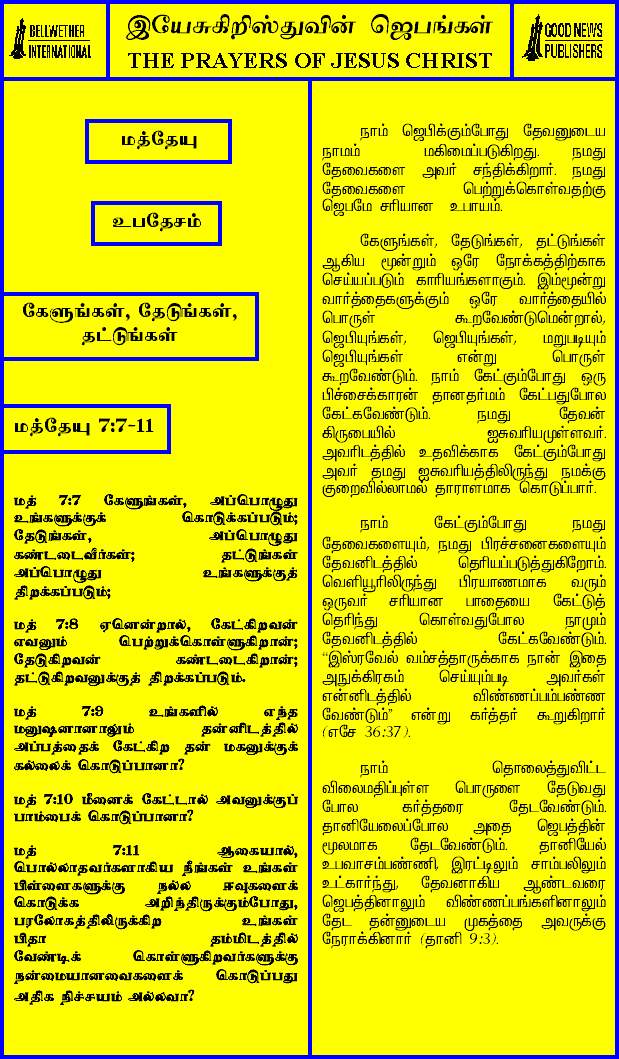 BELLWETHER
INTERNATIONAL
இயேசுகிறிஸ்துவின் ஜெபங்கள்
THE PRAYERS OF JESUS CHRIST
GOOD NEWS
PUBLISHERS
மத்தேயு
உபதேசம்
கேளுங்கள், தேடுங்கள்,
தட்டுங்கள்
மத்தேயு 7:7-11
மத் 7:7 கேளுங்கள், அப்பொழுது
உங்களுக்குக் கொடுக்கப்படும்;
தேடுங்கள், அப்பொழுது
கண்டடைவீர்கள்; தட்டுங்கள்
அப்பொழுது உங்களுக்குத்
திறக்கப்படும்;
மத் 7:8 ஏனென்றால், கேட்கிறவன்
எவனும் பெற்றுக்கொள்ளுகிறான்;
தேடுகிறவன் கண்டடைகிறான்;
தட்டுகிறவனுக்குத் திறக்கப்படும்.
மத் 7:9 உங்களில் எந்த
மனுஷனானாலும் தன்னிடத்தில்
அப்பத்தைக் கேட்கிற தன் மகனுக்குக்
கல்லைக் கொடுப்பானா?
மத் 7:10 மீனைக் கேட்டால் அவனுக்குப்
பாம்பைக் கொடுப்பானா?
மத் 7:11 ஆகையால்,
பொல்லாதவர்களாகிய நீங்கள் உங்கள்
பிள்ளைகளுக்கு நல்ல ஈவுகளைக்
கொடுக்க அறிந்திருக்கும்போது,
பரலோகத்திலிருக்கிற உங்கள்
பிதா தம்மிடத்தில்
வேண்டிக் கொள்ளுகிறவர்களுக்கு
நன்மையானவைகளைக் கொடுப்பது
அதிக நிச்சயம் அல்லவா?
நாம் ஜெபிக்கும்போது தேவனுடைய
நாமம் மகிமைப்படுகிறது. நமது
தேவைகளை அவர் சந்திக்கிறார். நமது
தேவைகளை பெற்றுக்கொள்வதற்கு
ஜெபமே சரியான உபாயம்.
கேளுங்கள், தேடுங்கள், தட்டுங்கள்
ஆகிய மூன்றும் ஒரே நோக்கத்திற்காக
செய்யப்படும் காரியங்களாகும். இம்மூன்று
வார்த்தைகளுக்கும் ஒரே வார்த்தையில்
பொருள் கூறவேண்டுமென்றால்,
ஜெபியுங்கள், ஜெபியுங்கள், மறுபடியும்
ஜெபியுங்கள் என்று பொருள்
கூறவேண்டும். நாம் கேட்கும்போது ஒரு
பிச்சைக்காரன் தானதர்மம் கேட்பதுபோல
கேட்கவேண்டும். நமது தேவன்
கிருபையில் ஐசுவரியமுள்ளவர்.
அவரிடத்தில் உதவிக்காக கேட்கும்போது
அவர் தமது ஐசுவரியத்திலிருந்து நமக்கு
குறைவில்லாமல் தாராளமாக கொடுப்பார்.
நாம் கேட்கும்போது நமது
தேவைகளையும், நமது பிரச்சனைகளையும்
தேவனிடத்தில் தெரியப்படுத்துகிறோம்.
வெளியூரிலிருந்து பிரயாணமாக வரும்
ஒருவர் சரியான பாதையை கேட்டுத்
தெரிந்து கொள்வதுபோல நாமும்
தேவனிடத்தில் கேட்கவேண்டும்.
"இஸ்ரவேல் வம்சத்தாருக்காக நான் இதை
அநுக்கிரகம் செய்யும்படி அவர்கள்
என்னிடத்தில் விண்ணப்பம்பண்ண
வேண்டும்" என்று கர்த்தர் கூறுகிறார்
(எசே 36:37).
நாம் தொலைத்துவிட்ட
விலைமதிப்புள்ள பொருளை தேடுவது
போல கர்த்தரை தேடவேண்டும்.
தானியேலைப்போல அதை ஜெபத்தின்
மூலமாக தேடவேண்டும். தானியேல்
உபவாசம்பண்ணி, இரட்டிலும் சாம்பலிலும்
உட்கார்ந்து, தேவனாகிய ஆண்டவரை
ஜெபத்தினாலும் விண்ணப்பங்களினாலும்
தேட தன்னுடைய முகத்தை அவருக்கு
நேராக்கினார் (தானி 9:3).